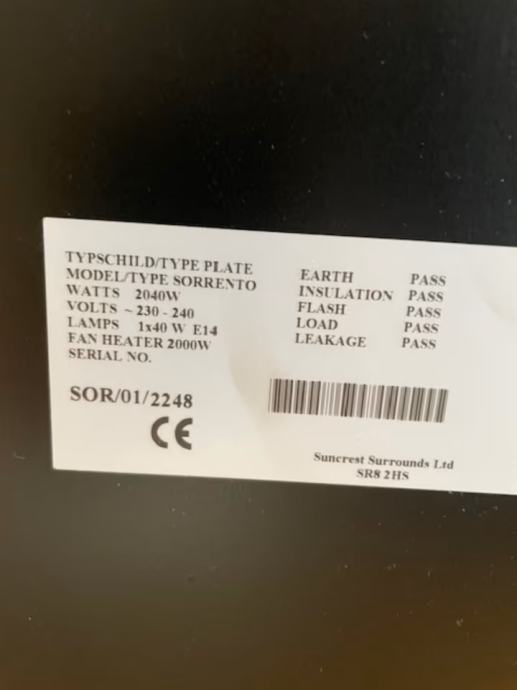 TYPSCHILD/TYPE PLATE
MODEL/TYPE SORRENTO
WATTS 2040W
VOLTS ~ 230 - 240
LAMPS 1x40 W E14
FAN HEATER 2000W
SERIAL NO.
SOR/01/2248
CE
EARTH PASS
INSULATION PASS
FLASH PASS
LOAD PASS
LEAKAGE PASS
Suncrest Surrounds Ltd
SR8 2HS